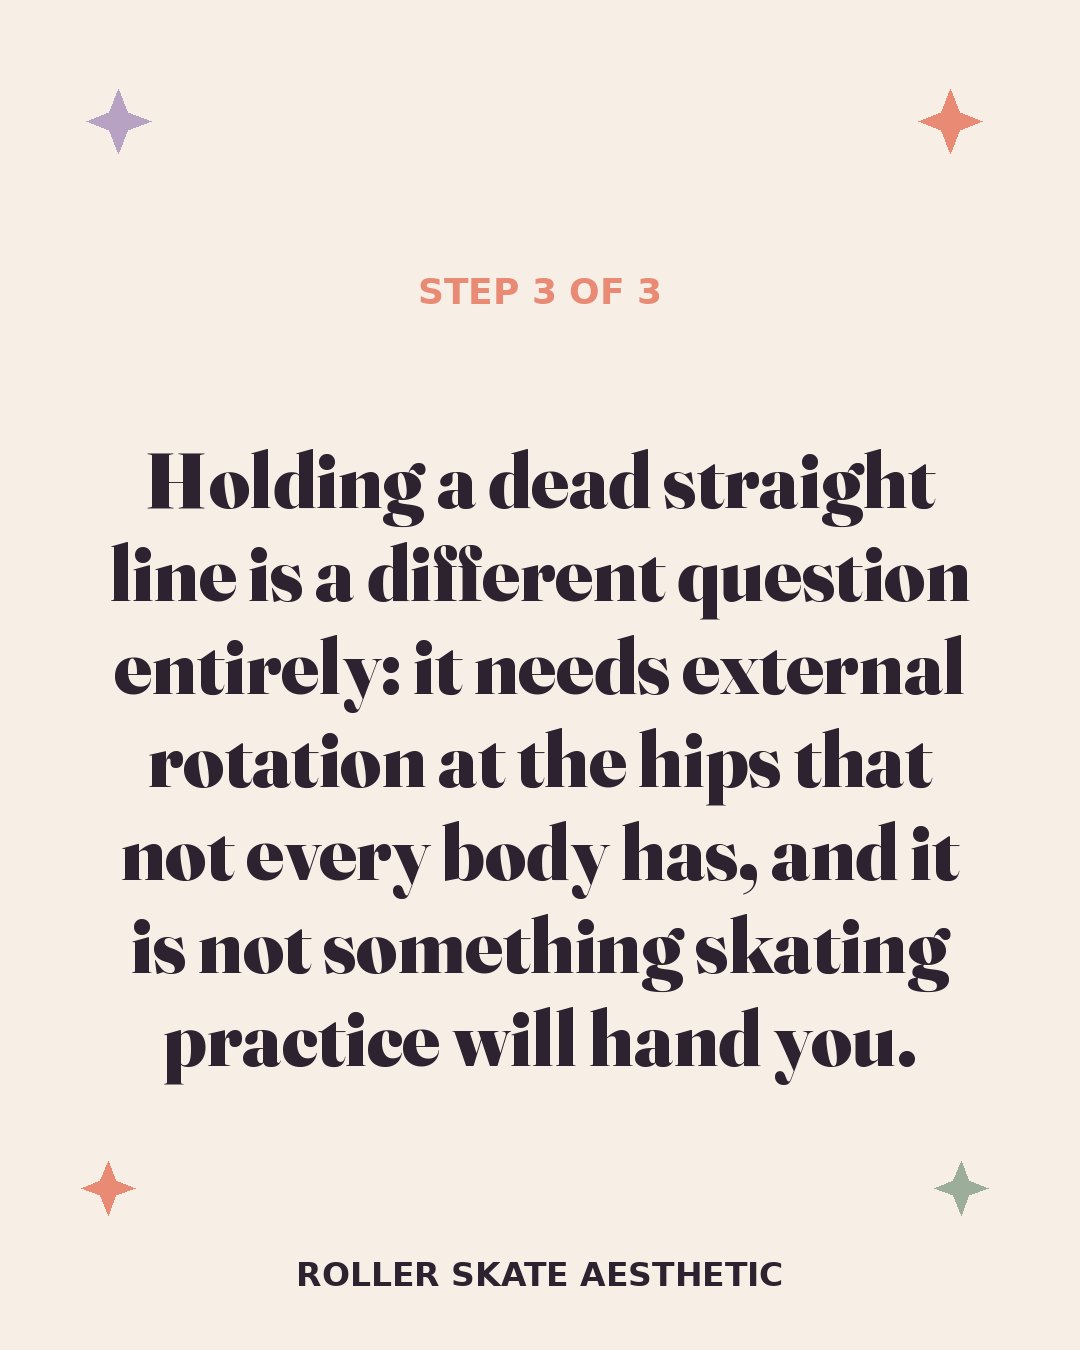 STEP 3 OF 3
Holding a dead straight
line is a different question
entirely: it needs external
rotation at the hips that
not every body has, and it
is not something skating
practice will hand you.
ROLLER SKATE AESTHETIC